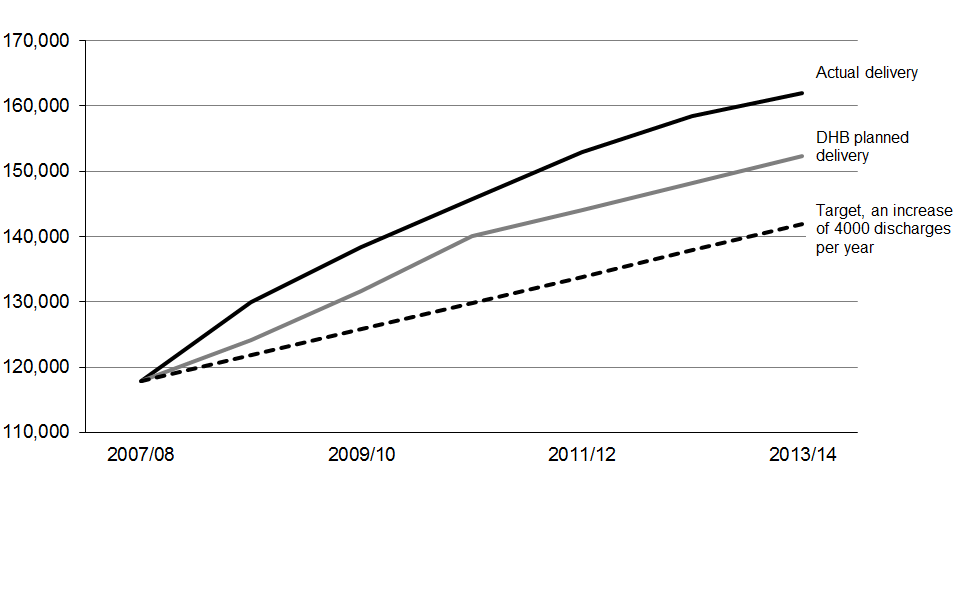 170,000
160,000
150,000
140,000
130,000
120,000
110,000
Actual delivery
DHB planned
delivery
Target, an increase
of 4000 discharges
per year
2007/08
2009/10
2011/12
2013/14